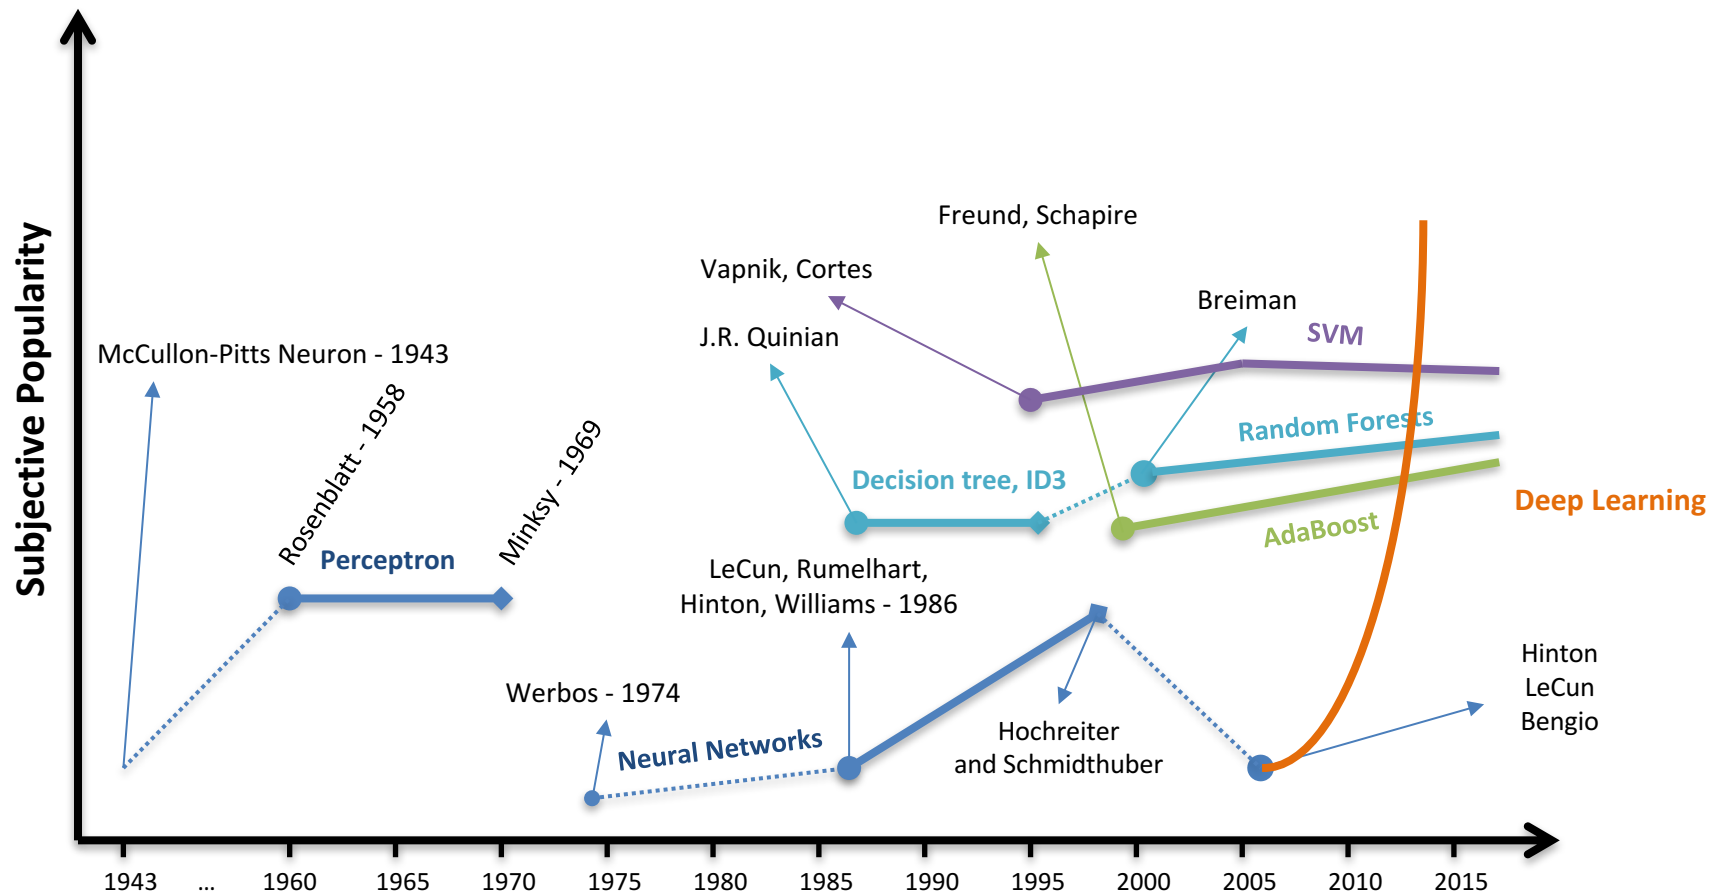 Subjective Popularity
Freund, Schapire
Vapnik, Cortes
Breiman
SVM
J.R. Quinian
McCullon-Pitts Neuron - 1943
Rosenblatt - 1958
Minksy - 1969
Random Forests
Decision tree, ID3
Deep Learning
AdaBoost
Perceptron
LeCun, Rumelhart,
Hinton, Williams - 1986
Werbos - 1974
Neural Networks
Hochreiter
and Schmidthuber
Hinton
LeCun
Bengio
1943 ... 1960 1965 1970 1975 1980 1985 1990 1995 2000 2005 2010 2015